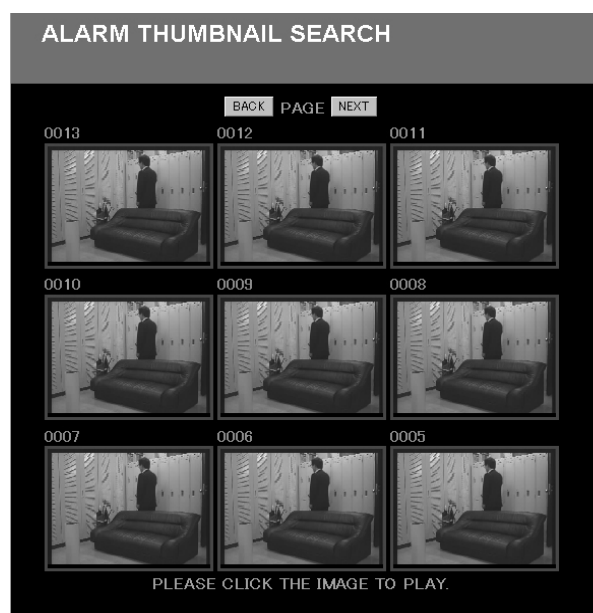 ALARM THUMBNAIL SEARCH
BACK PAGE NEXT
0013 0012 0011
0010 0009 0008
0007 0006 0005
PLEASE CLICK THE IMAGE TO PLAY.